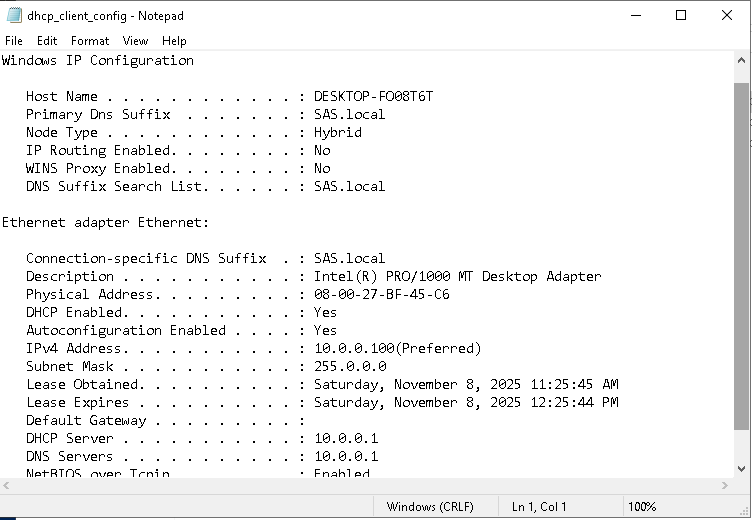 dhcp_client_config - Notepad
File Edit Format View Help
Windows IP Configuration
Host Name . . . . . . . . . . . . : DESKTOP-FO08T6T
Primary Dns Suffix  . . . . . . . : SAS.local
Node Type . . . . . . . . . . . . : Hybrid
IP Routing Enabled. . . . . . . . : No
WINS Proxy Enabled. . . . . . . . : No
DNS Suffix Search List. . . . . . : SAS.local
Ethernet adapter Ethernet:
Connection-specific DNS Suffix  . : SAS.local
Description . . . . . . . . . . . : Intel(R) PRO/1000 MT Desktop Adapter
Physical Address. . . . . . . . . : 08-00-27-BF-45-C6
DHCP Enabled. . . . . . . . . . . : Yes
Autoconfiguration Enabled . . . . : Yes
IPv4 Address. . . . . . . . . . . : 10.0.0.100(Preferred)
Subnet Mask . . . . . . . . . . . : 255.0.0.0
Lease Obtained. . . . . . . . . . : Saturday, November 8, 2025 11:25:45 AM
Lease Expires . . . . . . . . . . : Saturday, November 8, 2025 12:25:44 PM
Default Gateway . . . . . . . . . :
DHCP Server . . . . . . . . . . . : 10.0.0.1
DNS Servers . . . . . . . . . . . : 10.0.0.1
NetBIOS over Tcpip : Enabled
Windows (CRLF) Ln 1, Col 1 100%